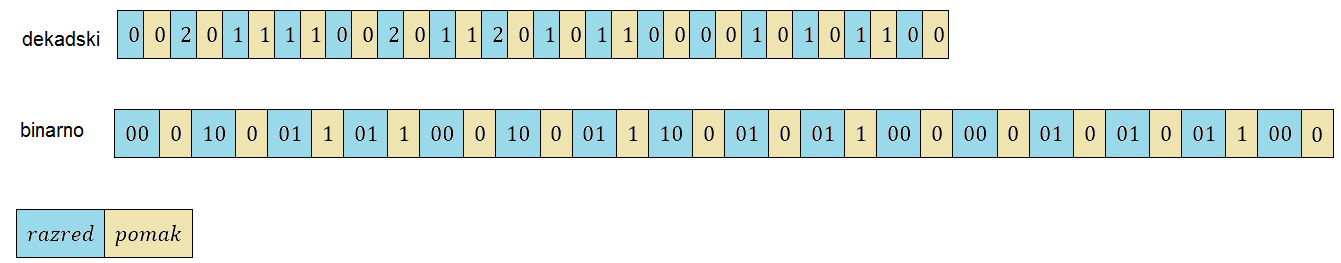 dekadski 0 0 2 0 1 1 1 1 0 0 2 0 1 1 2 0 1 0 1 1 0 0 0 0 1 0 1 0 1 1 0 0
binarno 00 0 10 0 01 1 01 1 00 0 10 0 01 1 10 0 01 0 01 1 00 0 00 0 01 0 01 0 01 1 00 0
razred pomak